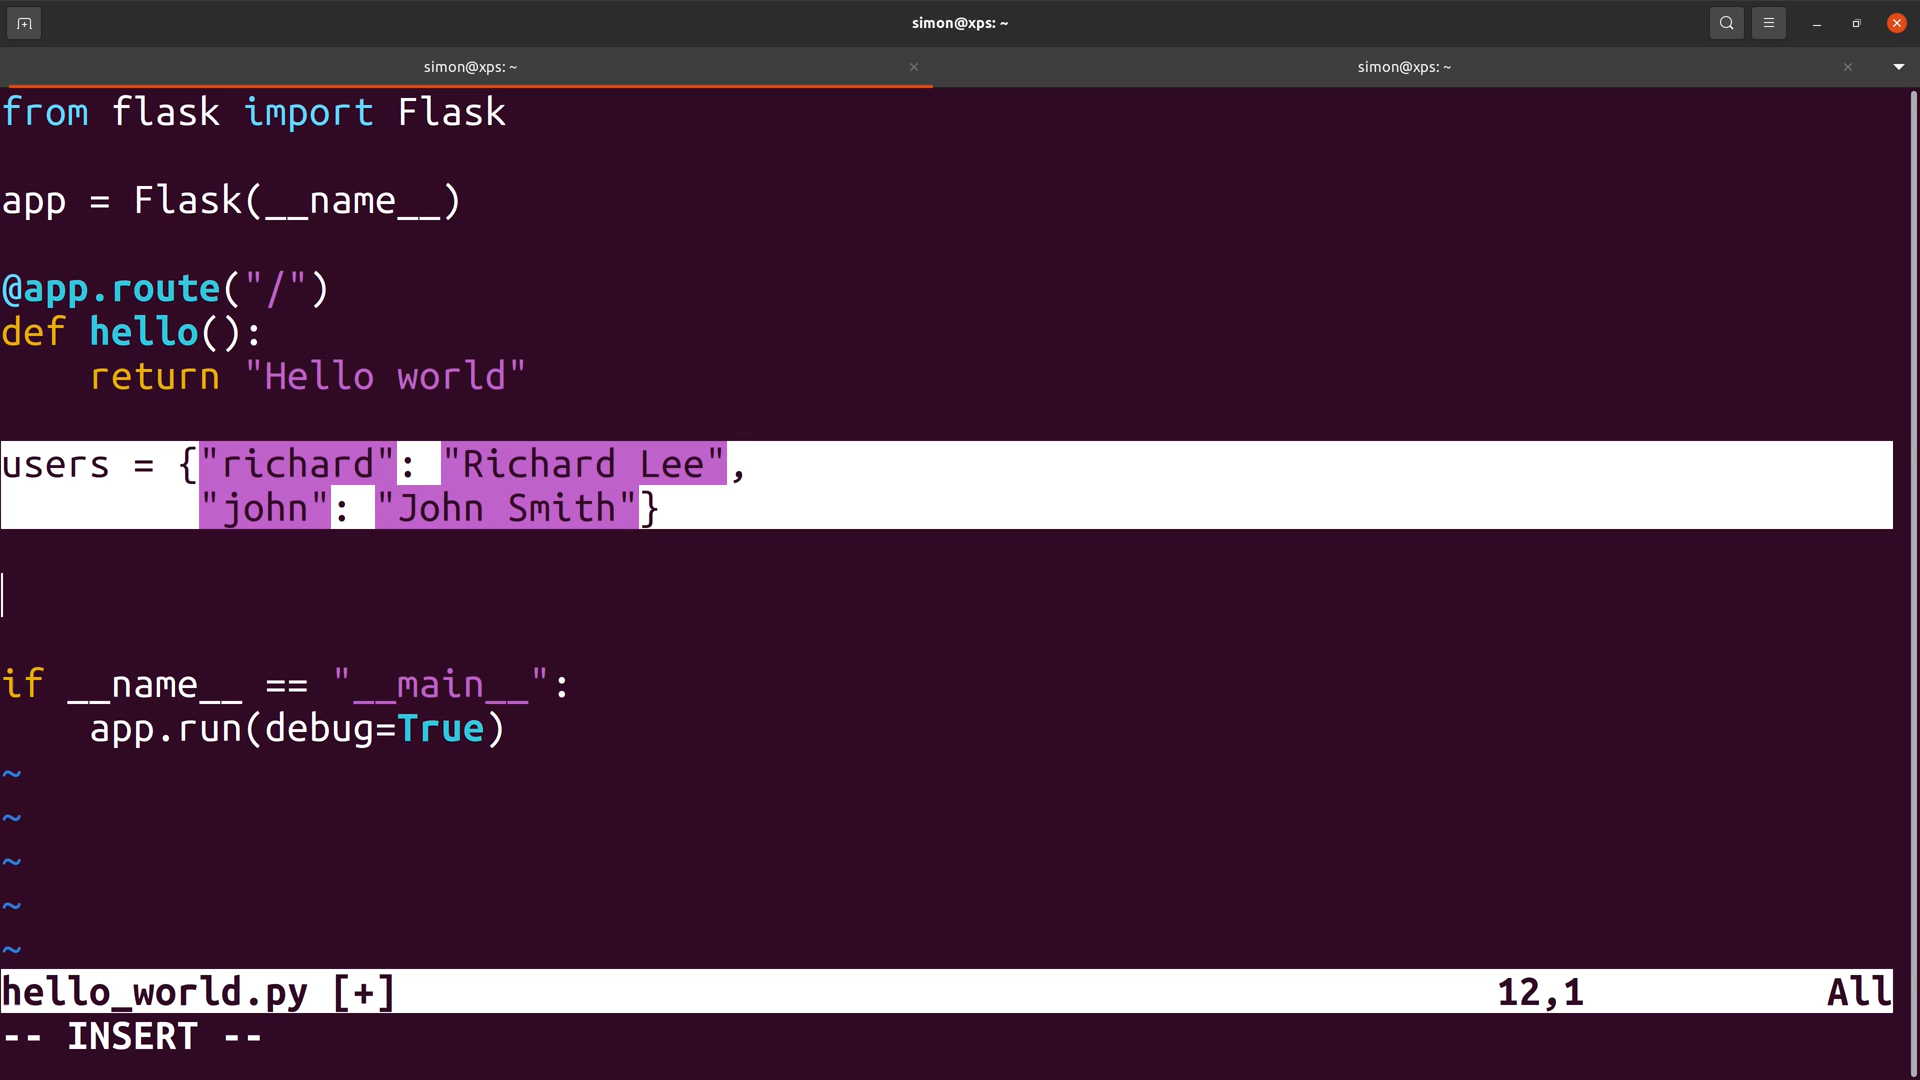 simon@xps: ~
simon@xps: ~
simon@xps: ~
from flask import Flask
app = Flask(__name__)
@app.route("/")
def hello():
    return "Hello world"
users = {"richard": "Richard Lee",
         "john": "John Smith"}
if __name__ == "__main__":
    app.run(debug=True)
~
~
~
~
~
hello_world.py [+] 12,1 All
-- INSERT --